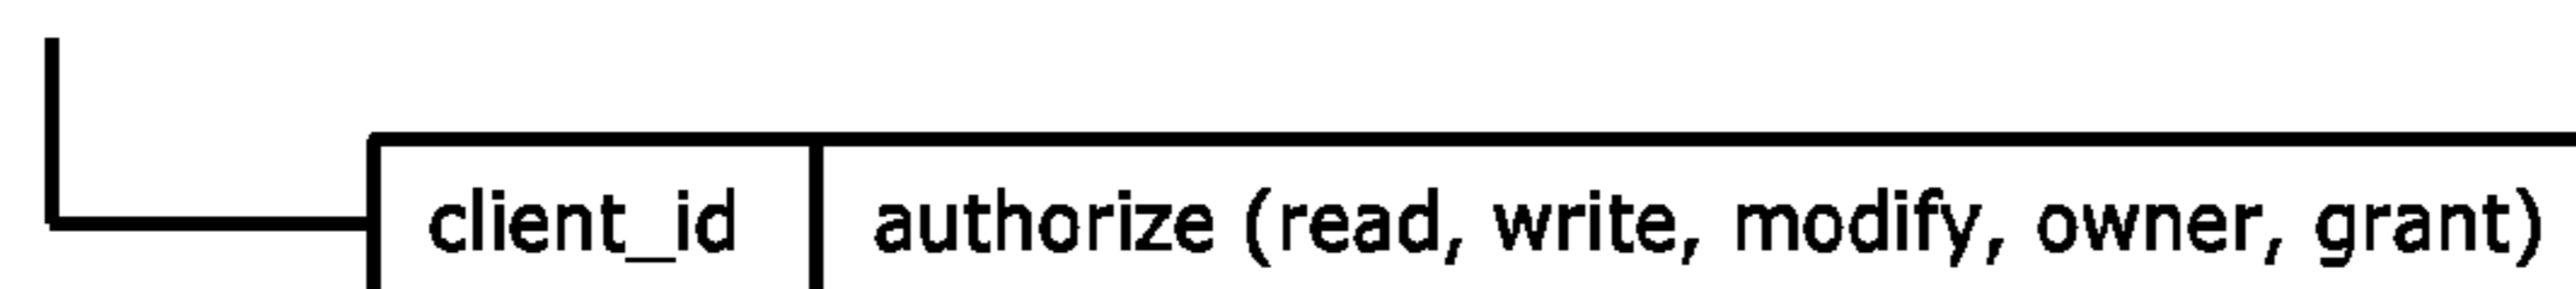 client_id authorize (read, write, modify, owner, grant)